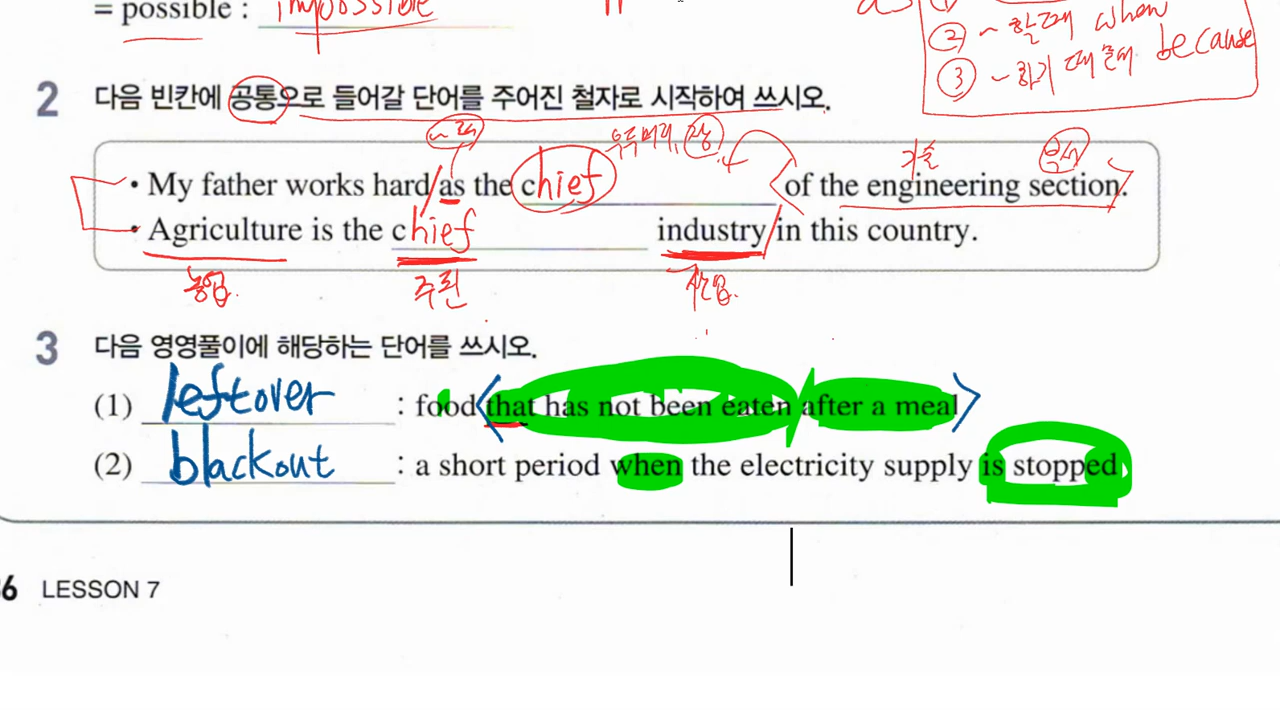 = possible : impossible
as ①
② ~할 때 when
③ ~하기 때문에 because
2 다음 빈칸에 공통으로 들어갈 단어를 주어진 철자로 시작하여 쓰시오.
~로써 우두머리, 장 기술
• My father works hard/as the chief of the engineering section.
• Agriculture is the chief industry/in this country.
농업 주된 산업
3 다음 영영풀이에 해당하는 단어를 쓰시오.
(1) leftover : food <that has not been eaten/after a meal>
(2) blackout : a short period when the electricity supply is stopped
6 LESSON 7